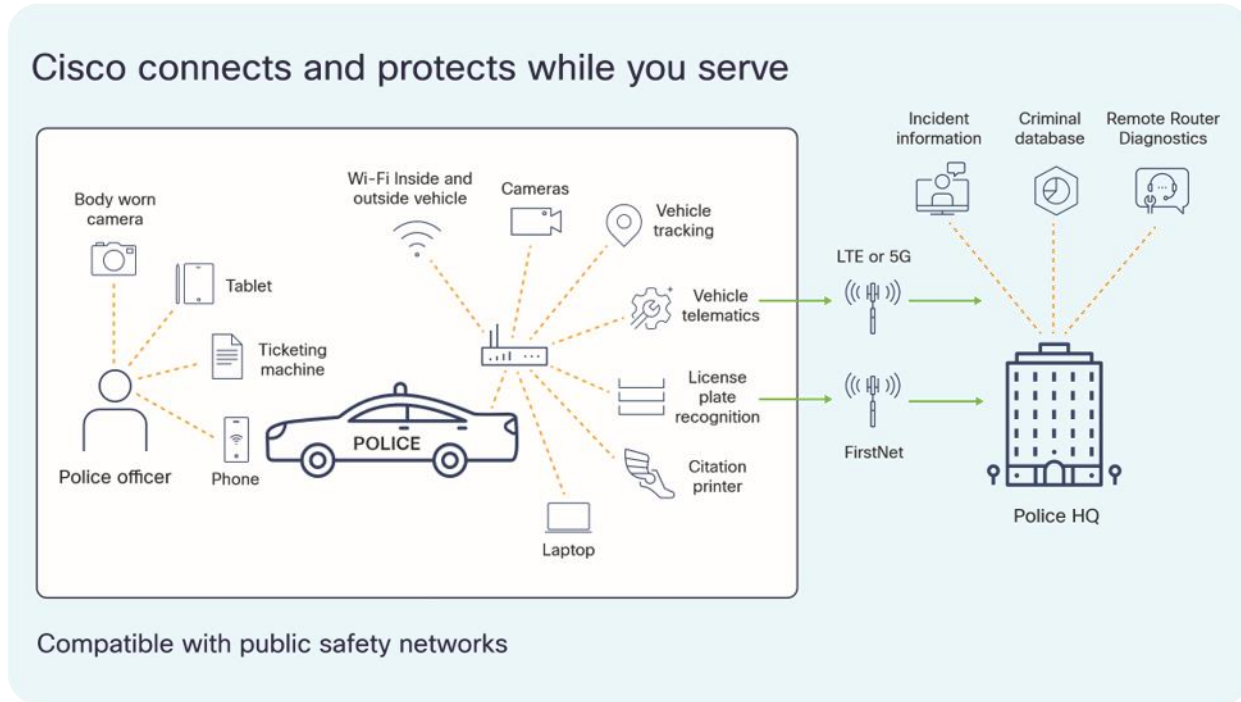 Cisco connects and protects while you serve
Body worn
camera
Tablet
Ticketing
machine
Phone
Police officer
POLICE
Wi-Fi Inside and
outside vehicle
Cameras
Vehicle
tracking
Vehicle
telematics
License
plate
recognition
Citation
printer
Laptop
LTE or 5G
FirstNet
Incident
information
Criminal
database
Remote Router
Diagnostics
Police HQ
Compatible with public safety networks